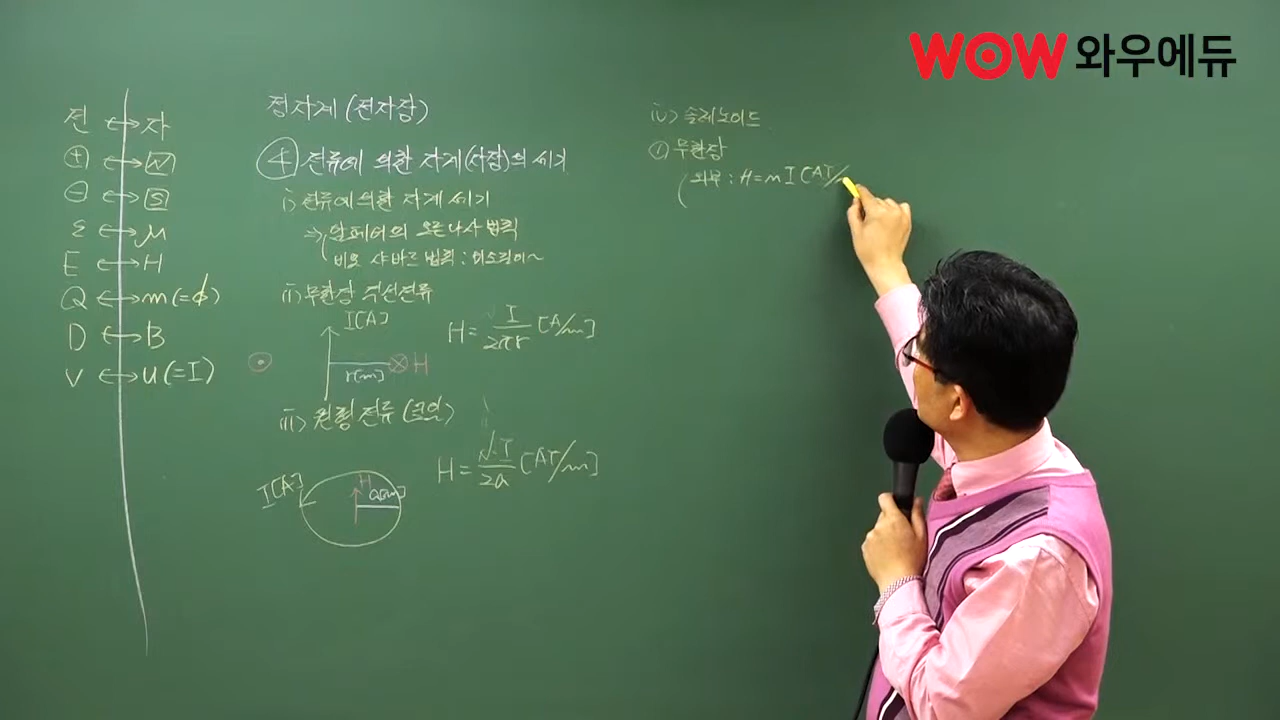 WOW 와우에듀
전 ↔ 자
⊕ ↔ N
⊖ ↔ S
ε ↔ μ
E ↔ H
Q ↔ m(=ϕ)
D ↔ B
V ↔ u(=I)
정자계(전자장)
④ 전류에 의한 자계(자장)의 세기
ⅰ) 전류에 의한 자계 세기
⇒ 암페어의 오른나사 법칙
비오 사바르 법칙 : 미소길이~
ⅱ) 무한장 직선전류
I[A]
H = I/2πr [A/m]
⊙
⊗ H
r[m]
ⅲ) 원형 전류 (코일)
I[A]
H
a[m]
H = N·I/2a [AT/m]
ⅳ) 솔레노이드
① 무한장
외부 : H = nI [AT/